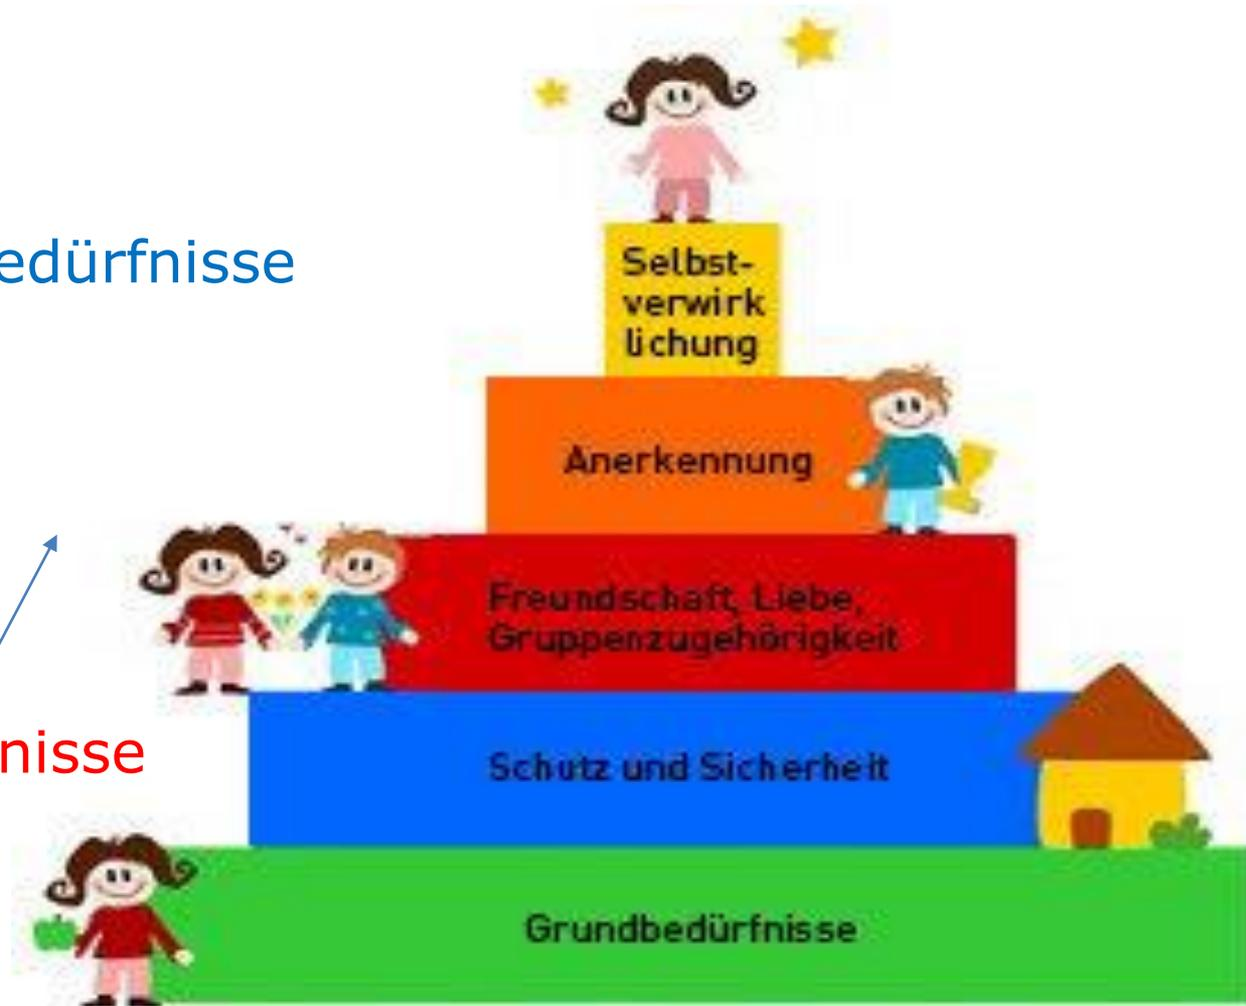 edürfnisse
Selbst-
verwirk
lichung
Anerkennung
Freundschaft, Liebe,
Gruppenzugehörigkeit
nisse
Schutz und Sicherheit
Grundbedürfnisse